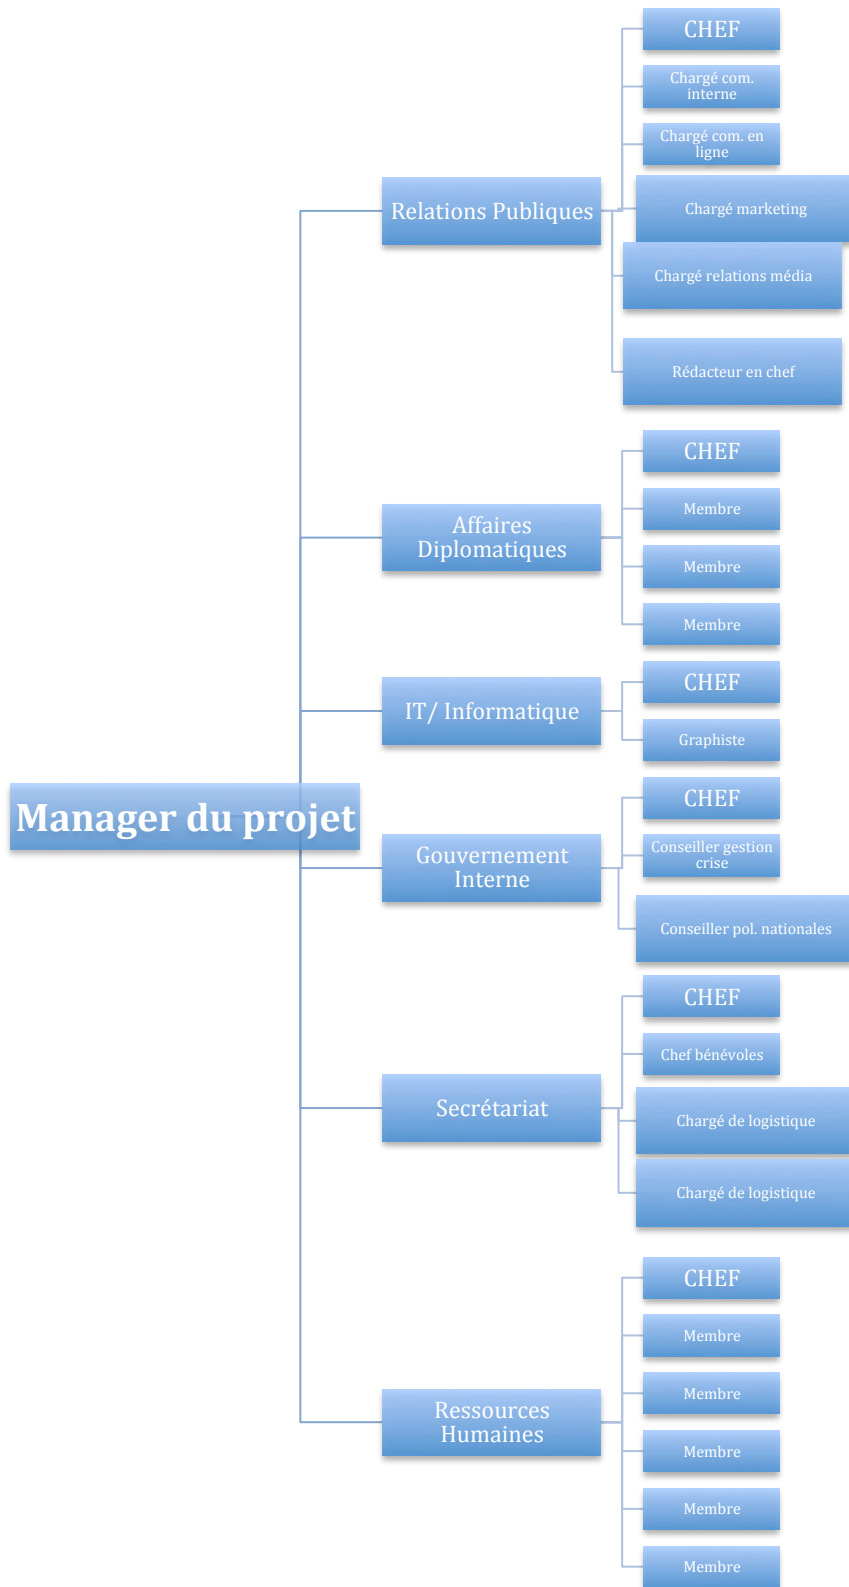 Manager du projet
Relations Publiques
CHEF
Chargé com.
interne
Chargé com. en
ligne
Chargé marketing
Chargé relations média
Rédacteur en chef
Affaires
Diplomatiques
CHEF
Membre
Membre
Membre
IT/ Informatique
CHEF
Graphiste
Gouvernement
Interne
CHEF
Conseiller gestion
crise
Conseiller pol. nationales
Secrétariat
CHEF
Chef bénévoles
Chargé de logistique
Chargé de logistique
Ressources
Humaines
CHEF
Membre
Membre
Membre
Membre
Membre